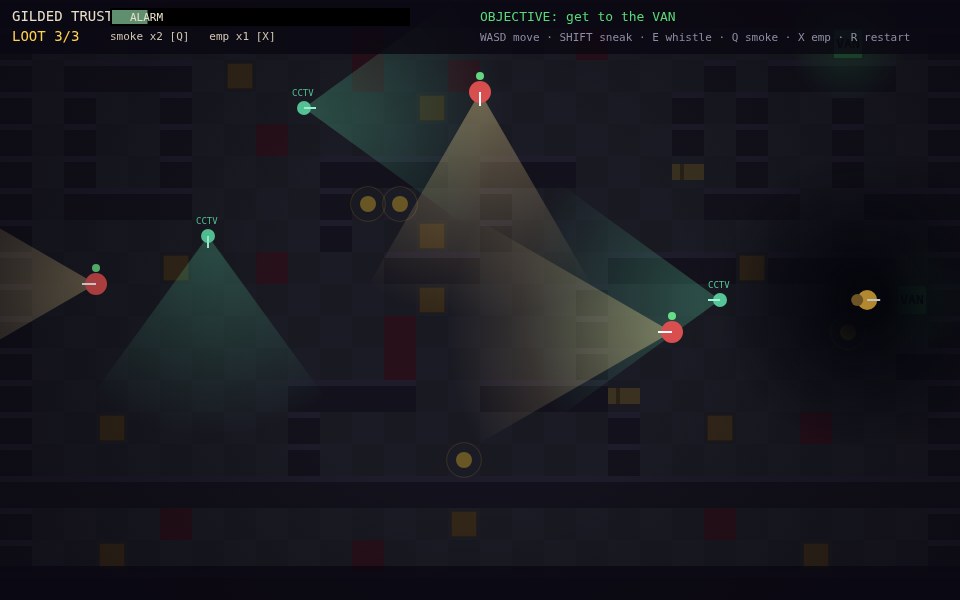 GILDED TRUST
ALARM
OBJECTIVE: get to the VAN
LOOT 3/3
smoke x2 [Q] emp x1 [X]
WASD move · SHIFT sneak · E whistle · Q smoke · X emp · R restart
CCTV
CCTV
CCTV
VAN